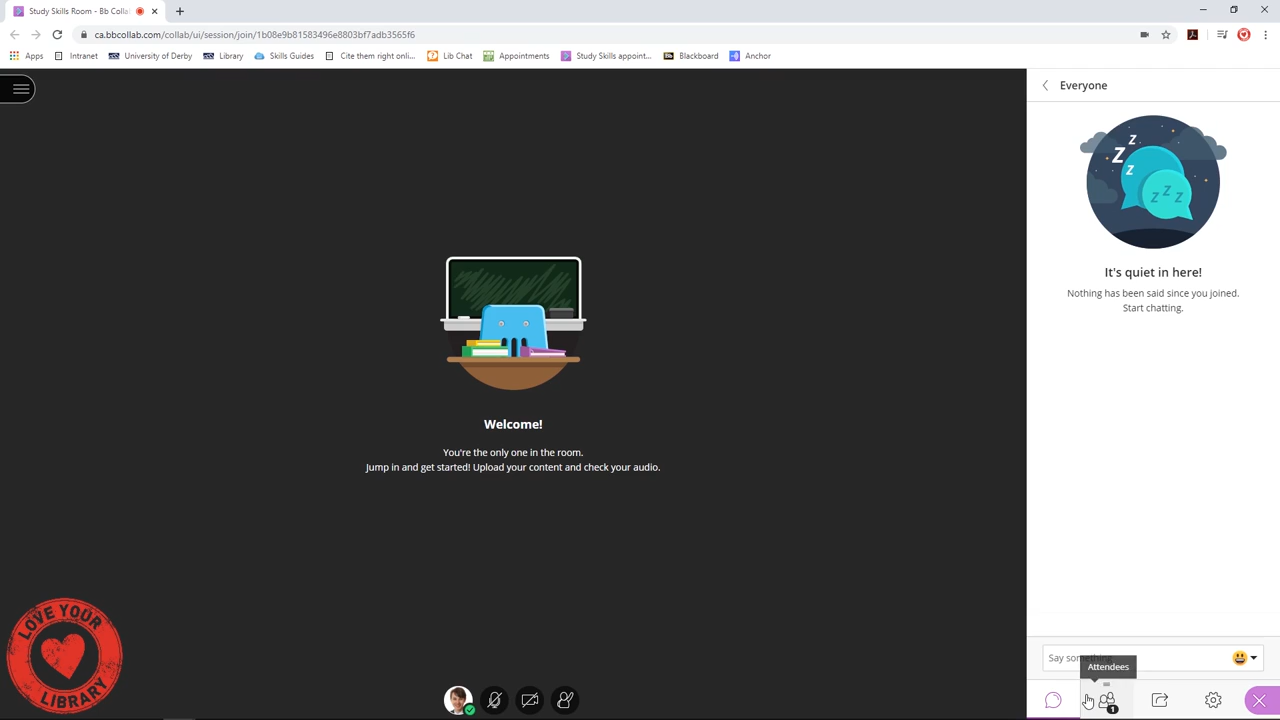 Study Skills Room - Bb Colla
ca.bbcollab.com/collab/ui/session/join/1b08e9b81583496e8803bf7adb3565f6
Apps Intranet University of Derby Library Skills Guides Cite them right onli... Lib Chat Appointments Study Skills appoint... Blackboard Anchor
Everyone
Z
Z
Z
Z Z Z
It's quiet in here!
Nothing has been said since you joined.
Start chatting.
Welcome!
You're the only one in the room.
Jump in and get started! Upload your content and check your audio.
LOVE YOUR
LIBRARY
Say something
Attendees
1